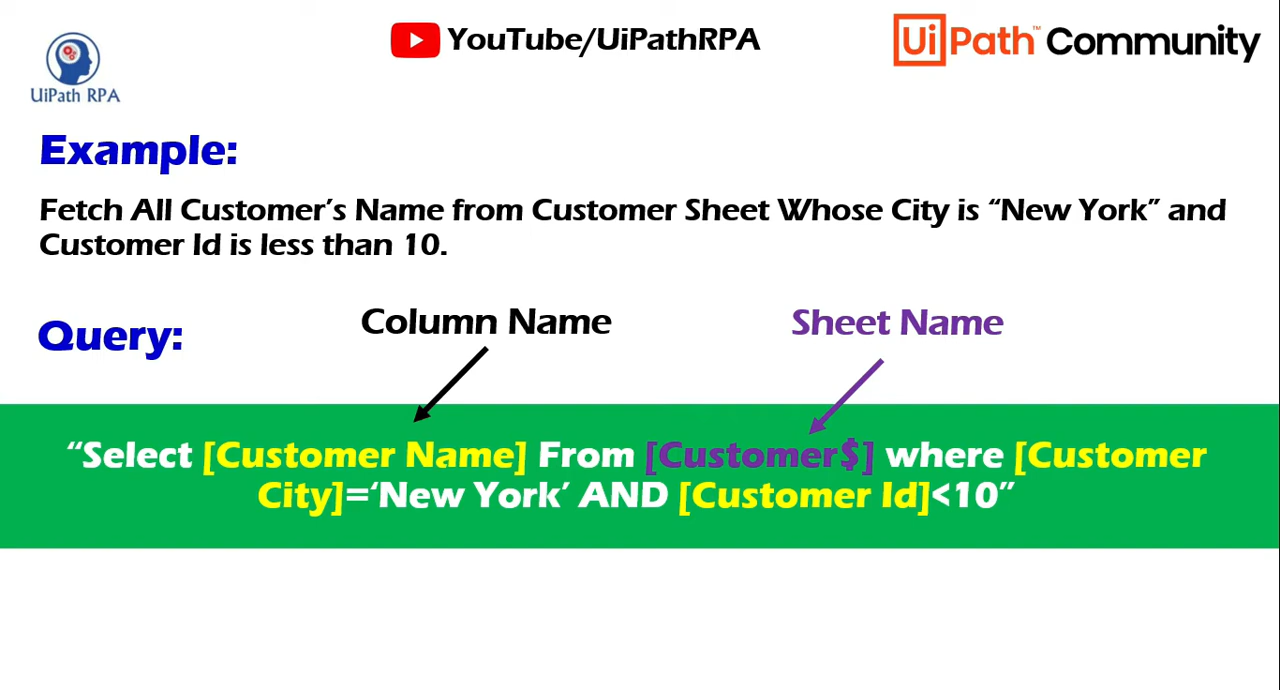 YouTube/UiPathRPA
UiPath™ Community
UiPath RPA
Example:
Fetch All Customer’s Name from Customer Sheet Whose City is “New York” and
Customer Id is less than 10.
Column Name
Sheet Name
Query:
“Select [Customer Name] From [Customer$] where [Customer
City]=‘New York’ AND [Customer Id]<10”